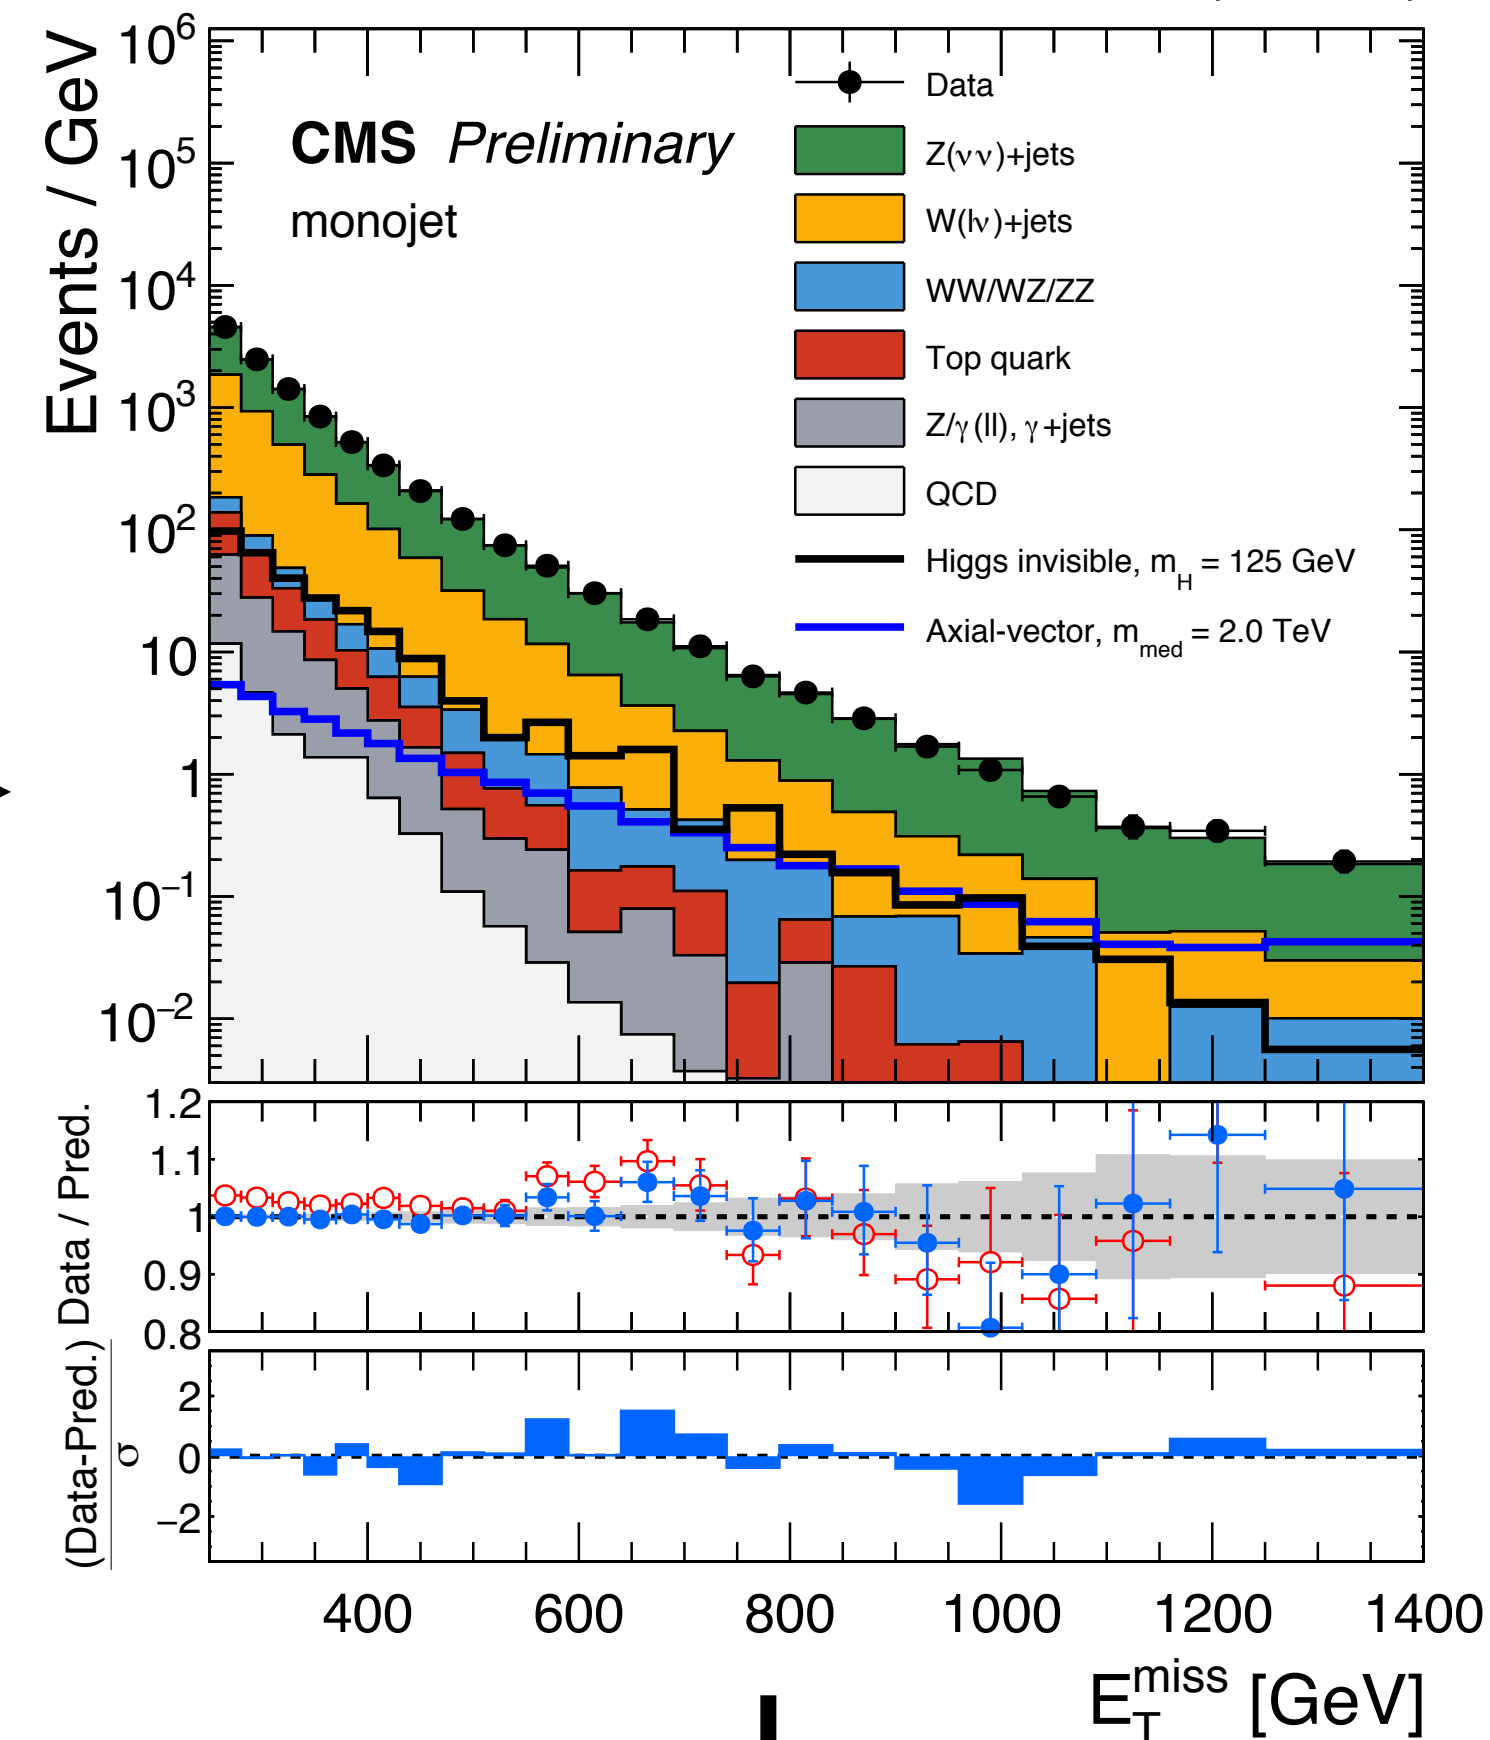 Events / GeV
10^6
10^5
10^4
10^3
10^2
10
1
10^−1
10^−2
CMS Preliminary
monojet
Data
Z(νν)+jets
W(lν)+jets
WW/WZ/ZZ
Top quark
Z/γ(ll), γ+jets
QCD
Higgs invisible, m_H = 125 GeV
Axial-vector, m_med = 2.0 TeV
Data / Pred.
1.2
1.1
1
0.9
0.8
(Data-Pred.)
σ
2
0
−2
400 600 800 1000 1200 1400
E_T^miss [GeV]